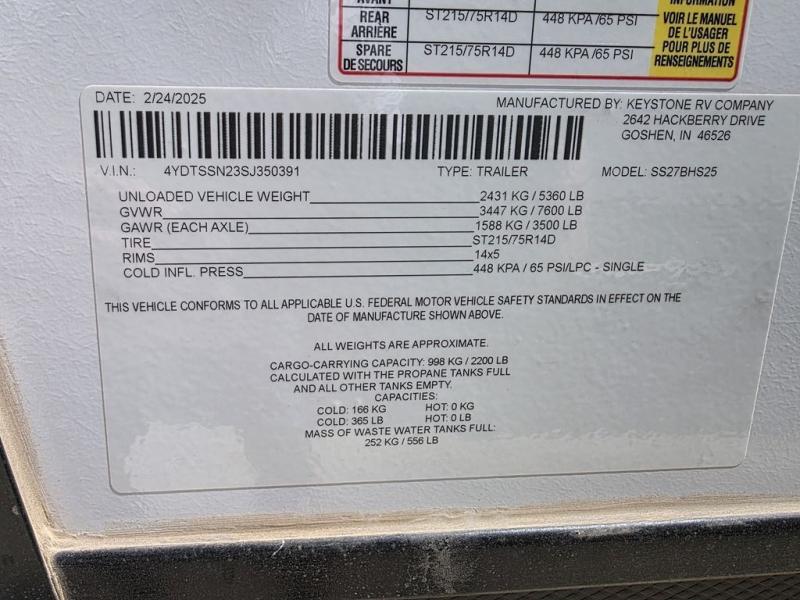 AVANT
INFORMATION
REAR
ARRIÈRE
ST215/75R14D
448 KPA /65 PSI
VOIR LE MANUEL
DE L'USAGER
POUR PLUS DE
RENSEIGNEMENTS
SPARE
DE SECOURS
ST215/75R14D
448 KPA /65 PSI
DATE: 2/24/2025
MANUFACTURED BY: KEYSTONE RV COMPANY
2642 HACKBERRY DRIVE
GOSHEN, IN 46526
V.I.N.: 4YDTSSN23SJ350391 TYPE: TRAILER MODEL: SS27BHS25
UNLOADED VEHICLE WEIGHT 2431 KG / 5360 LB
GVWR 3447 KG / 7600 LB
GAWR (EACH AXLE) 1588 KG / 3500 LB
TIRE ST215/75R14D
RIMS 14x5
COLD INFL. PRESS 448 KPA / 65 PSI/LPC - SINGLE
THIS VEHICLE CONFORMS TO ALL APPLICABLE U.S. FEDERAL MOTOR VEHICLE SAFETY STANDARDS IN EFFECT ON THE
DATE OF MANUFACTURE SHOWN ABOVE.
ALL WEIGHTS ARE APPROXIMATE.
CARGO-CARRYING CAPACITY: 998 KG / 2200 LB
CALCULATED WITH THE PROPANE TANKS FULL
AND ALL OTHER TANKS EMPTY.
CAPACITIES:
COLD: 166 KG HOT: 0 KG
COLD: 365 LB HOT: 0 LB
MASS OF WASTE WATER TANKS FULL:
252 KG / 556 LB